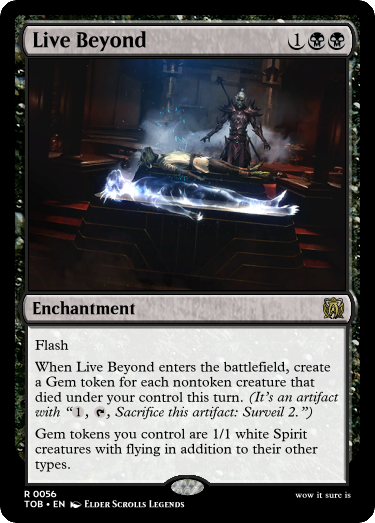 Live Beyond 1
Enchantment
Flash
When Live Beyond enters the battlefield, create
a Gem token for each nontoken creature that
died under your control this turn. (It's an artifact
with “1, , Sacrifice this artifact: Surveil 2.”)
Gem tokens you control are 1/1 white Spirit
creatures with flying in addition to their other
types.
R 0056
TOB • EN Elder Scrolls Legends
wow it sure is